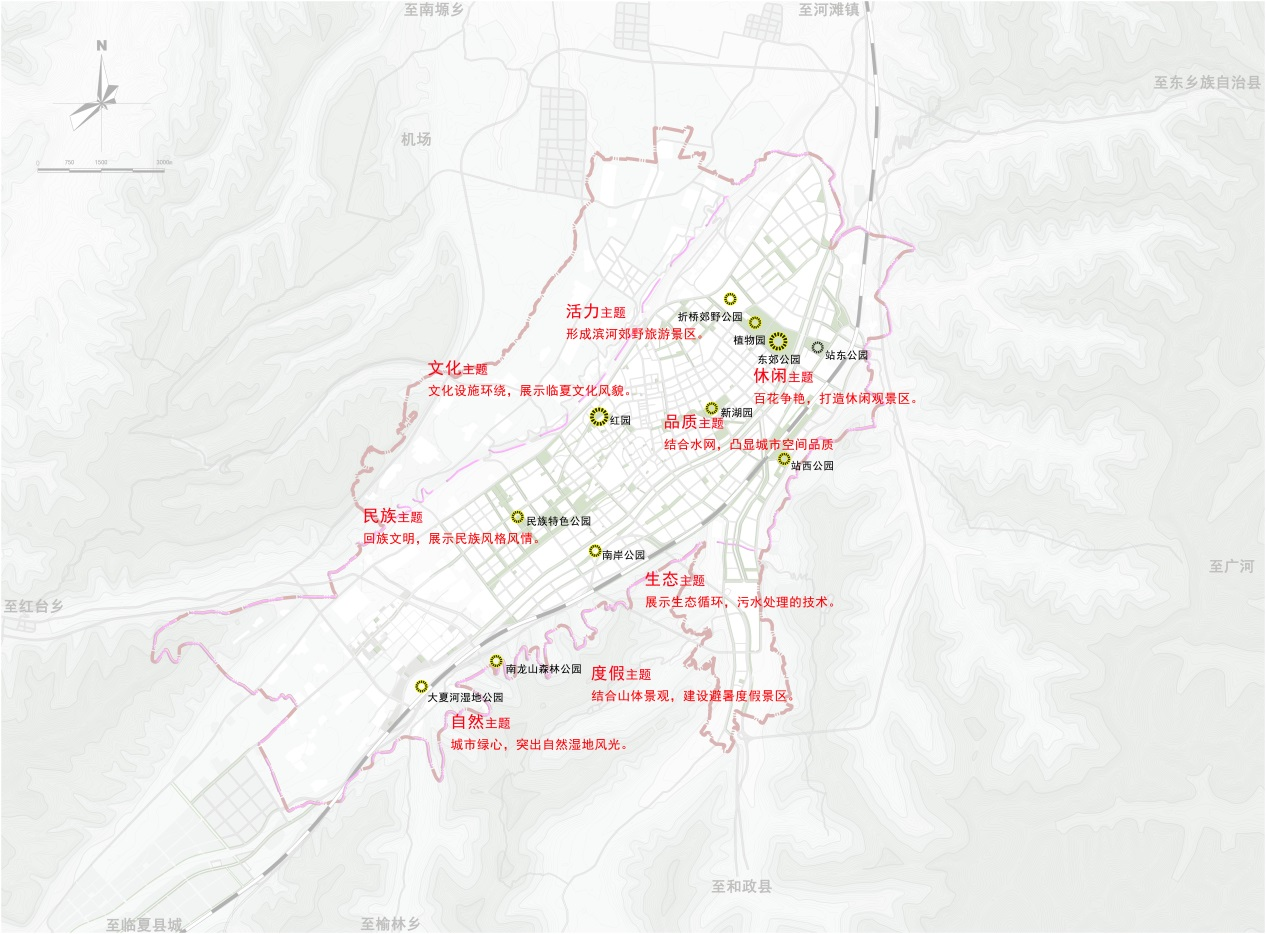 至南塬乡
至河滩镇
N
至东乡族自治县
机场
0 750 1500 3000m
活力主题
折桥郊野公园
形成滨河郊野旅游景区。
植物园
东郊公园
站东公园
文化主题
文化设施环绕，展示临夏文化风貌。
休闲主题
百花争艳，打造休闲观景区。
红园
新湖园
品质主题
结合水网，凸显城市空间品质
站西公园
民族主题
民族特色公园
回族文明，展示民族风格风情。
南岸公园
至广河
生态主题
展示生态循环，污水处理的技术。
至红台乡
南龙山森林公园
度假主题
结合山体景观，建设避暑度假景区
大夏河湿地公园
自然主题
城市绿心，突出自然湿地风光。
至和政县
至临夏县城
至榆林乡